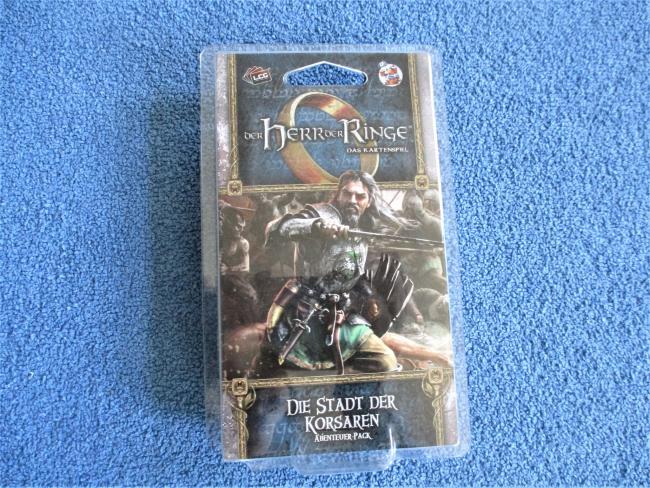 LCG
DER HERR DER RINGE
DAS KARTENSPIEL
DIE STADT DER
KORSAREN
ABENTEUER-PACK